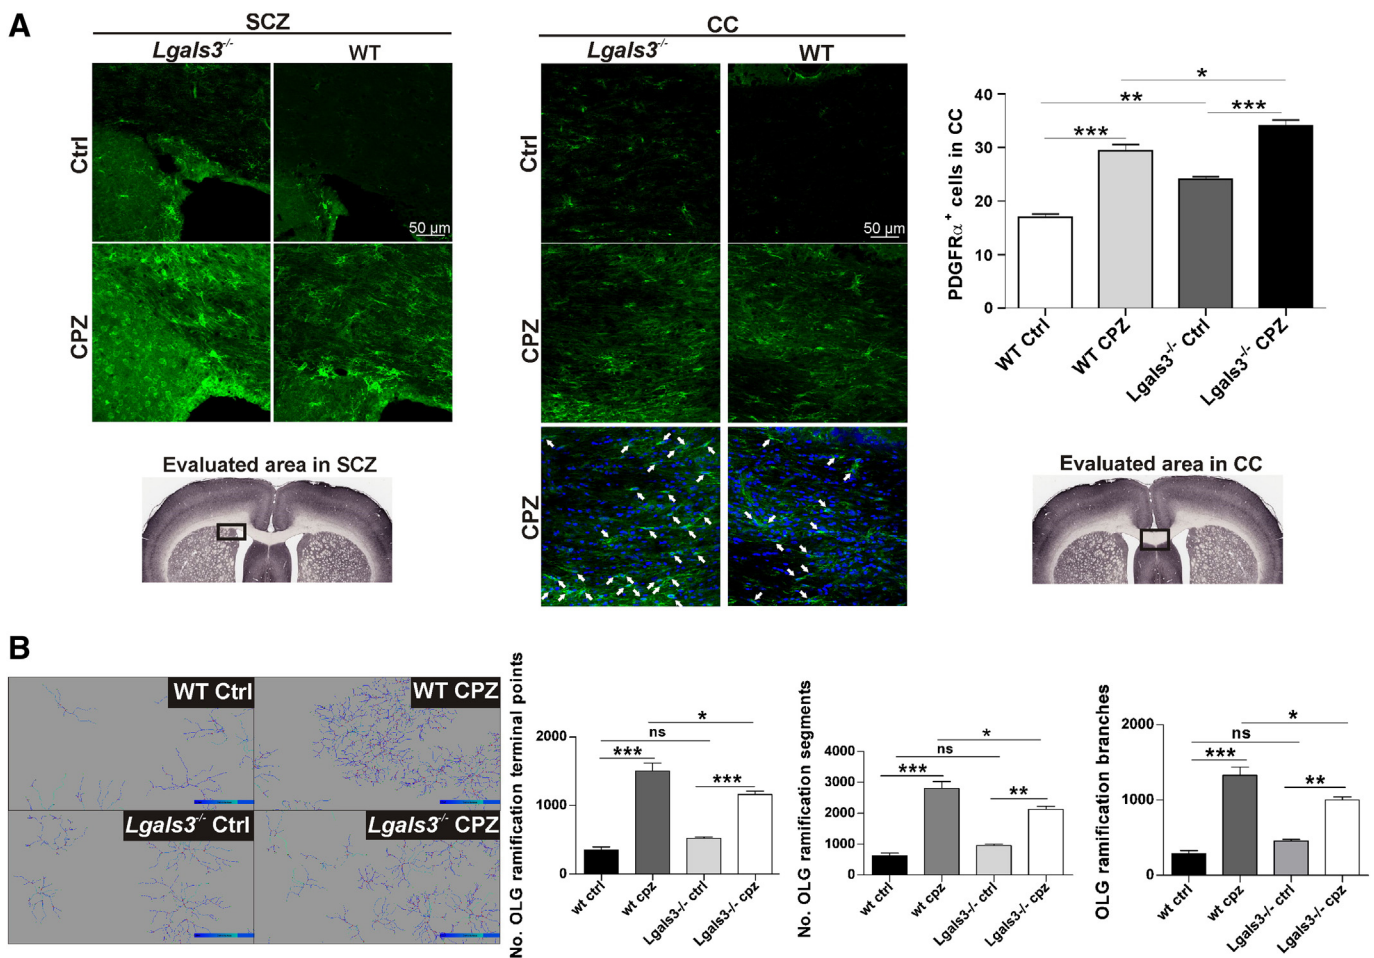 A
SCZ
Lgals3-/-
WT
Ctrl
50 µm
CPZ
Evaluated area in SCZ
CC
Lgals3-/-
WT
Ctrl
50 µm
CPZ
CPZ
PDGFRα+ cells in CC
40
30
20
10
0
*
**
***
***
WT Ctrl
WT CPZ
Lgals3-/- Ctrl
Lgals3-/- CPZ
Evaluated area in CC
B
WT Ctrl
WT CPZ
Lgals3-/- Ctrl
Lgals3-/- CPZ
No. OLG ramification terminal points
2000
1000
0
*
ns
***
***
wt ctrl
wt cpz
Lgals3-/- ctrl
Lgals3-/- cpz
No. OLG ramification segments
4000
3000
2000
1000
0
*
ns
***
**
wt ctrl
wt cpz
Lgals3-/- ctrl
Lgals3-/- cpz
OLG ramification branches
2000
1000
0
*
ns
***
**
wt ctrl
wt cpz
Lgals3-/- ctrl
Lgals3-/- cpz